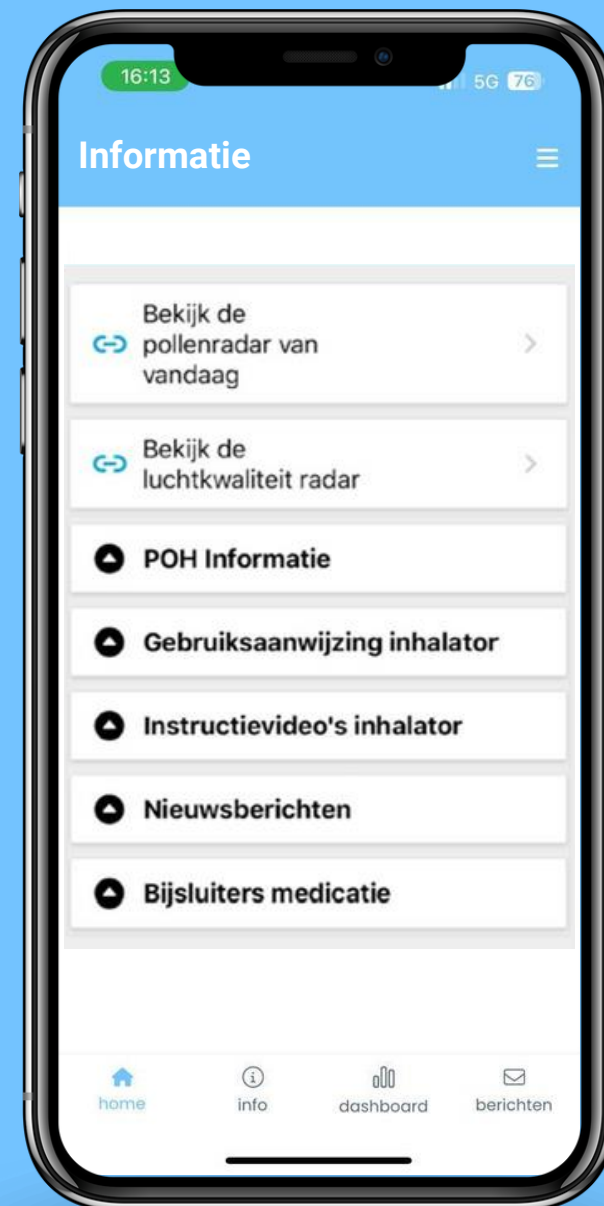 16:13
5G 76
Informatie
Bekijk de
pollenradar van
vandaag
Bekijk de
luchtkwaliteit radar
POH Informatie
Gebruiksaanwijzing inhalator
Instructievideo's inhalator
Nieuwsberichten
Bijsluiters medicatie
home info dashboard berichten